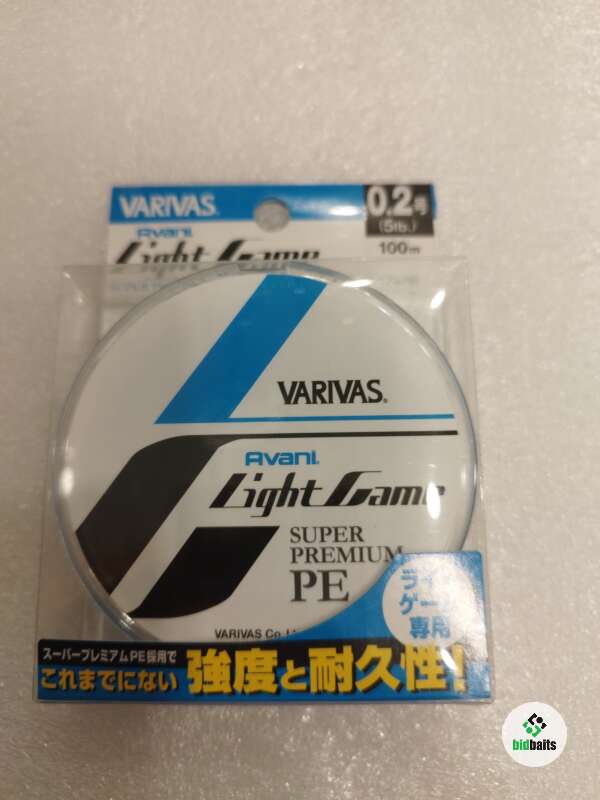 VARIVAS®
0.2号
(5lb.)
Avani
100m
Light Game
VARIVAS®
Avani
Light Game
SUPER
PREMIUM
PE
ライト
ゲーム
専用
VARIVAS Co.
スーパープレミアムPE採用で
これまでにない 強度と耐久性!
bidbaits